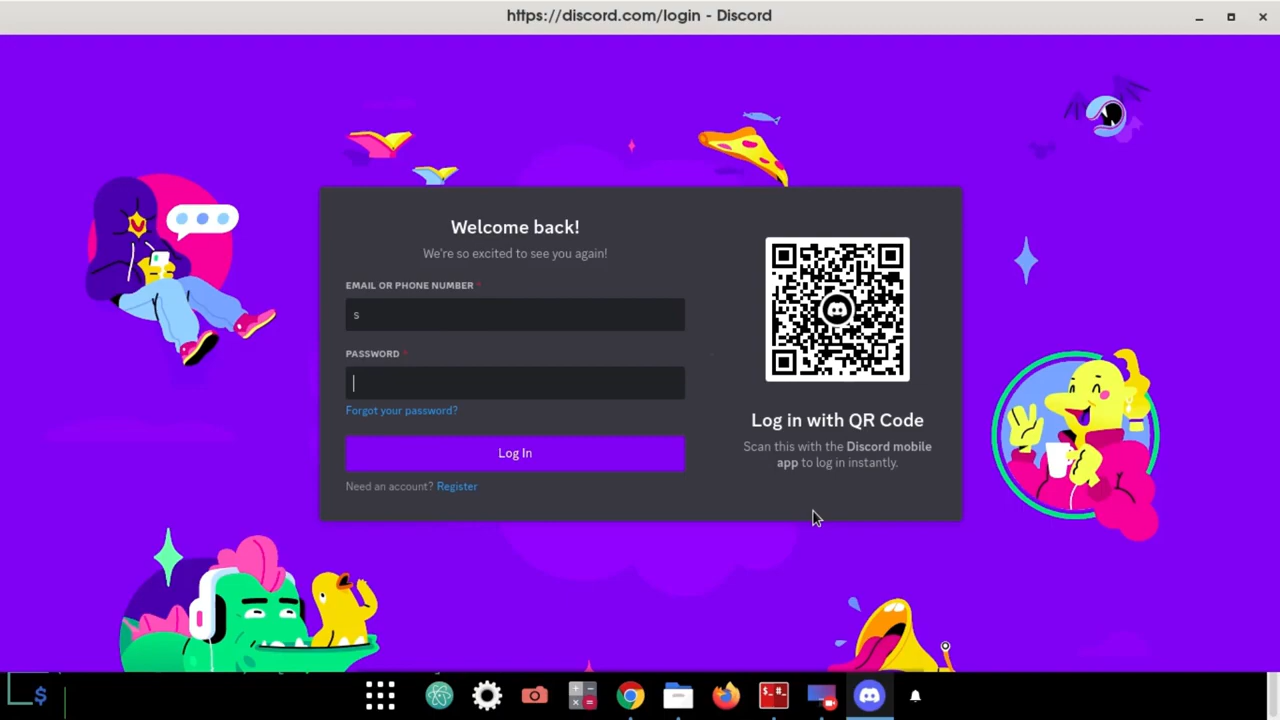 https://discord.com/login - Discord
Welcome back!
We're so excited to see you again!
EMAIL OR PHONE NUMBER *
s
PASSWORD *
Forgot your password?
Log In
Need an account? Register
Log in with QR Code
Scan this with the Discord mobile
app to log in instantly.
$
$_ #_